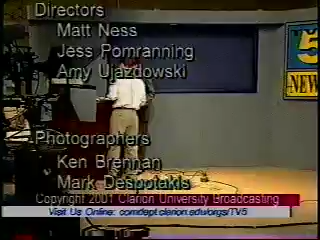 Directors
Matt Ness
Jess Pomranning
Amy Ujazdowski
TV
5
NEWS
Photographers
Ken Brennan
Mark Despotakis
Copyright 2001 Clarion University Broadcasting
Visit Us Online: comdept.clarion.edu/orgs/TV5